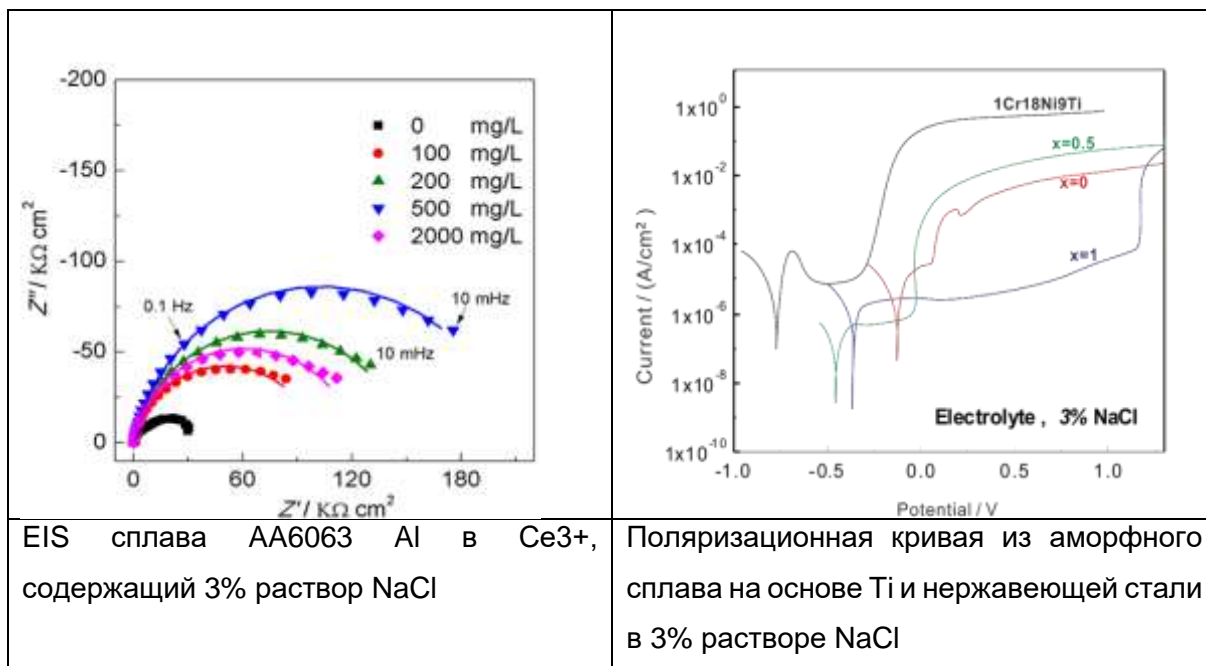 -200
-150
-100
-50
0
0 60 120 180
Z''/ KΩ cm²
Z'/ KΩ cm²
0 mg/L
100 mg/L
200 mg/L
500 mg/L
2000 mg/L
0.1 Hz
10 mHz
10 mHz
1x10⁰
1x10⁻²
1x10⁻⁴
1x10⁻⁶
1x10⁻⁸
1x10⁻¹⁰
-1.0 -0.5 0.0 0.5 1.0
Current / (A/cm²)
Potential / V
1Cr18Ni9Ti
x=0.5
x=0
x=1
Electrolyte , 3% NaCl
EIS сплава AA6063 Al в Ce3+,
содержащий 3% раствор NaCl
Поляризационная кривая из аморфного
сплава на основе Ti и нержавеющей стали
в 3% растворе NaCl